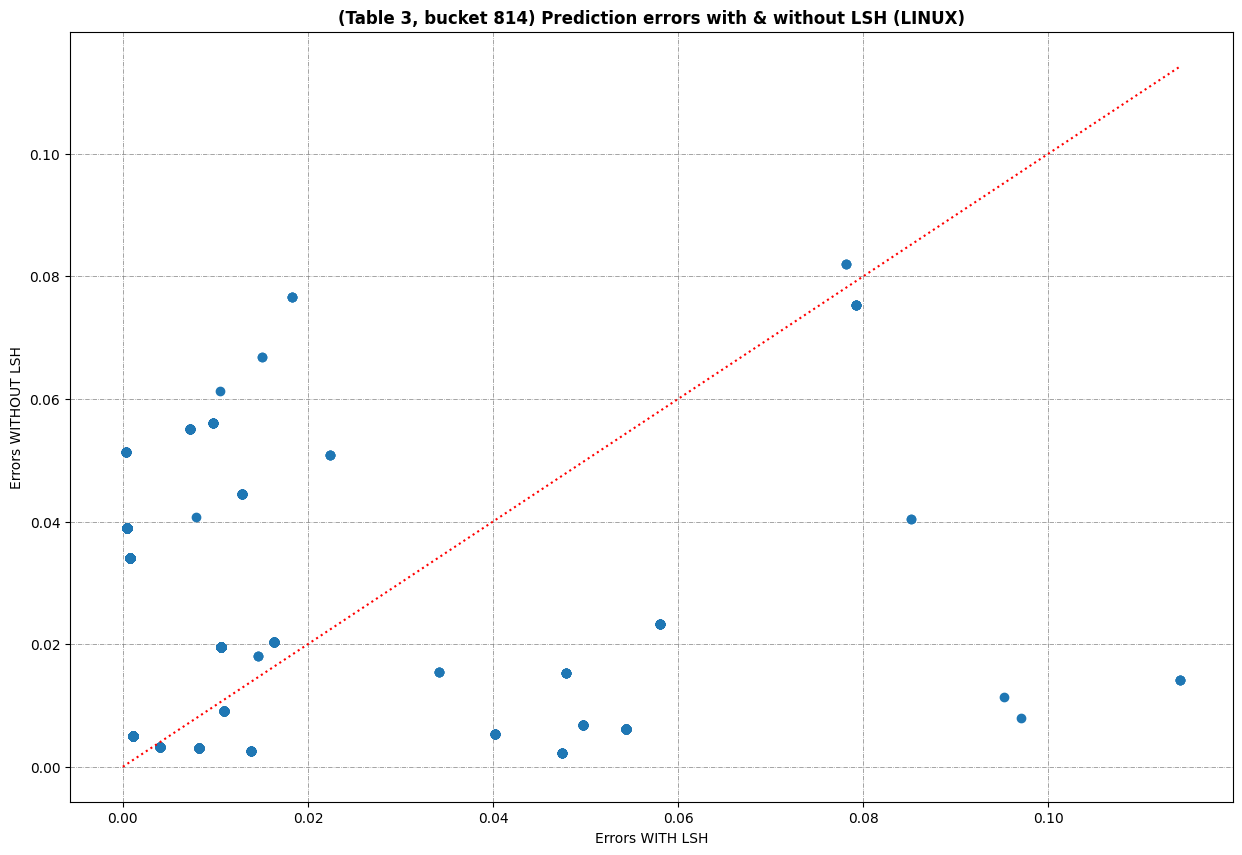 (Table 3, bucket 814) Prediction errors with & without LSH (LINUX)
Errors WITHOUT LSH
0.10
0.08
0.06
0.04
0.02
0.00
0.00 0.02 0.04 0.06 0.08 0.10
Errors WITH LSH